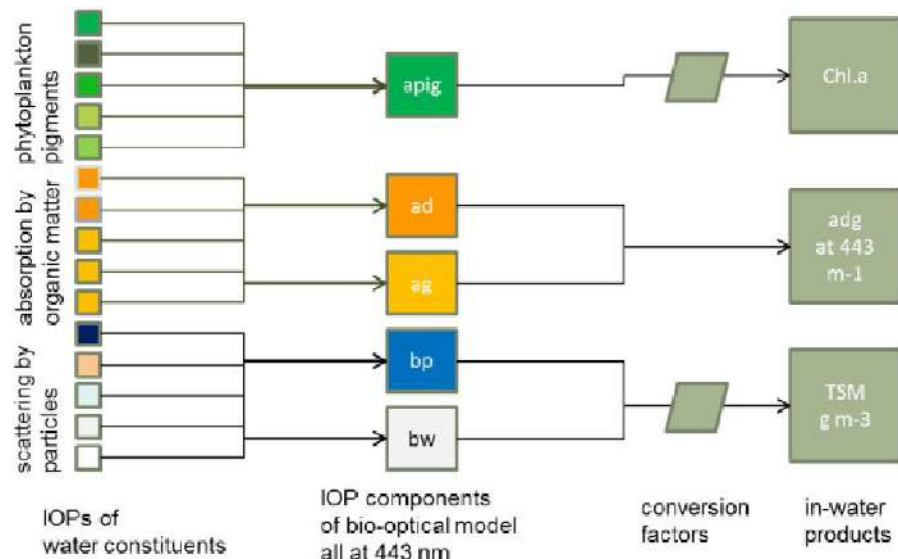 phytoplankton
pigments
absorption by
organic matter
scattering by
particles
apig
ad
ag
bp
bw
Chl.a
adg
at 443
m-1
TSM
g m-3
IOPs of
water constituents
IOP components
of bio-optical model
all at 443 nm
conversion
factors
in-water
products